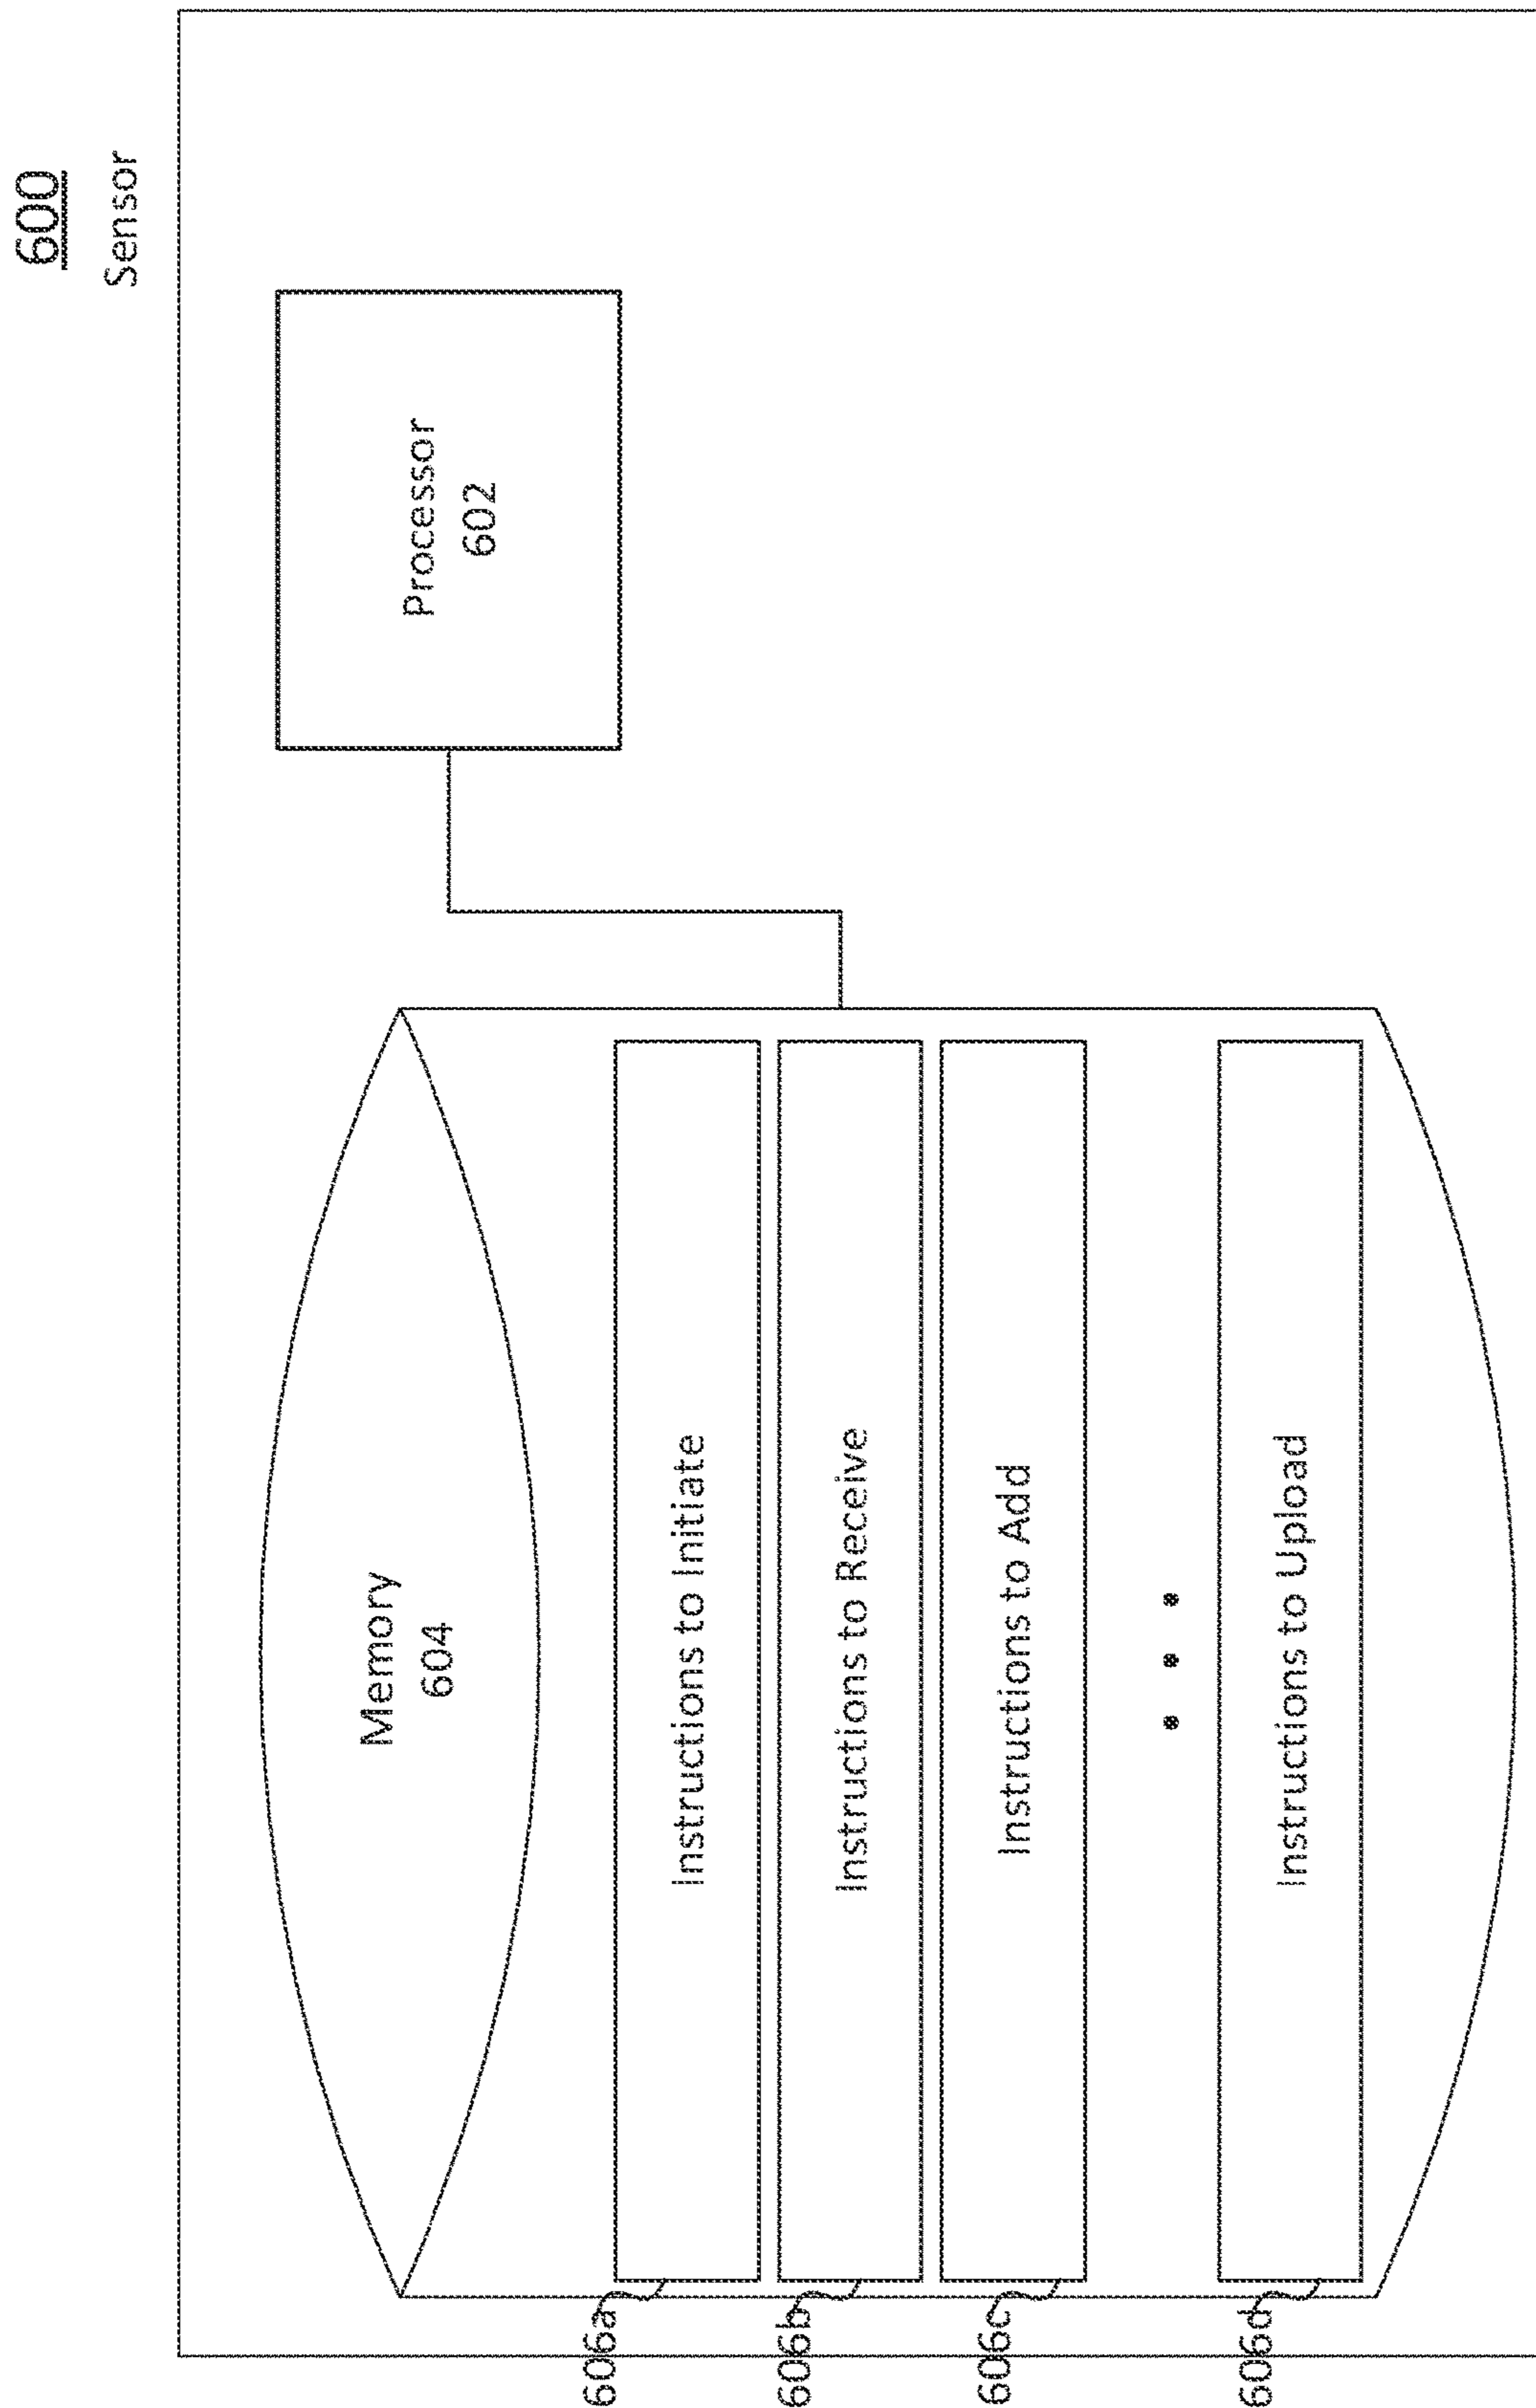 600
Sensor
Processor
602
Memory
604
606a
Instructions to Initiate
606b
Instructions to Receive
606c
Instructions to Add
606d
Instructions to Upload